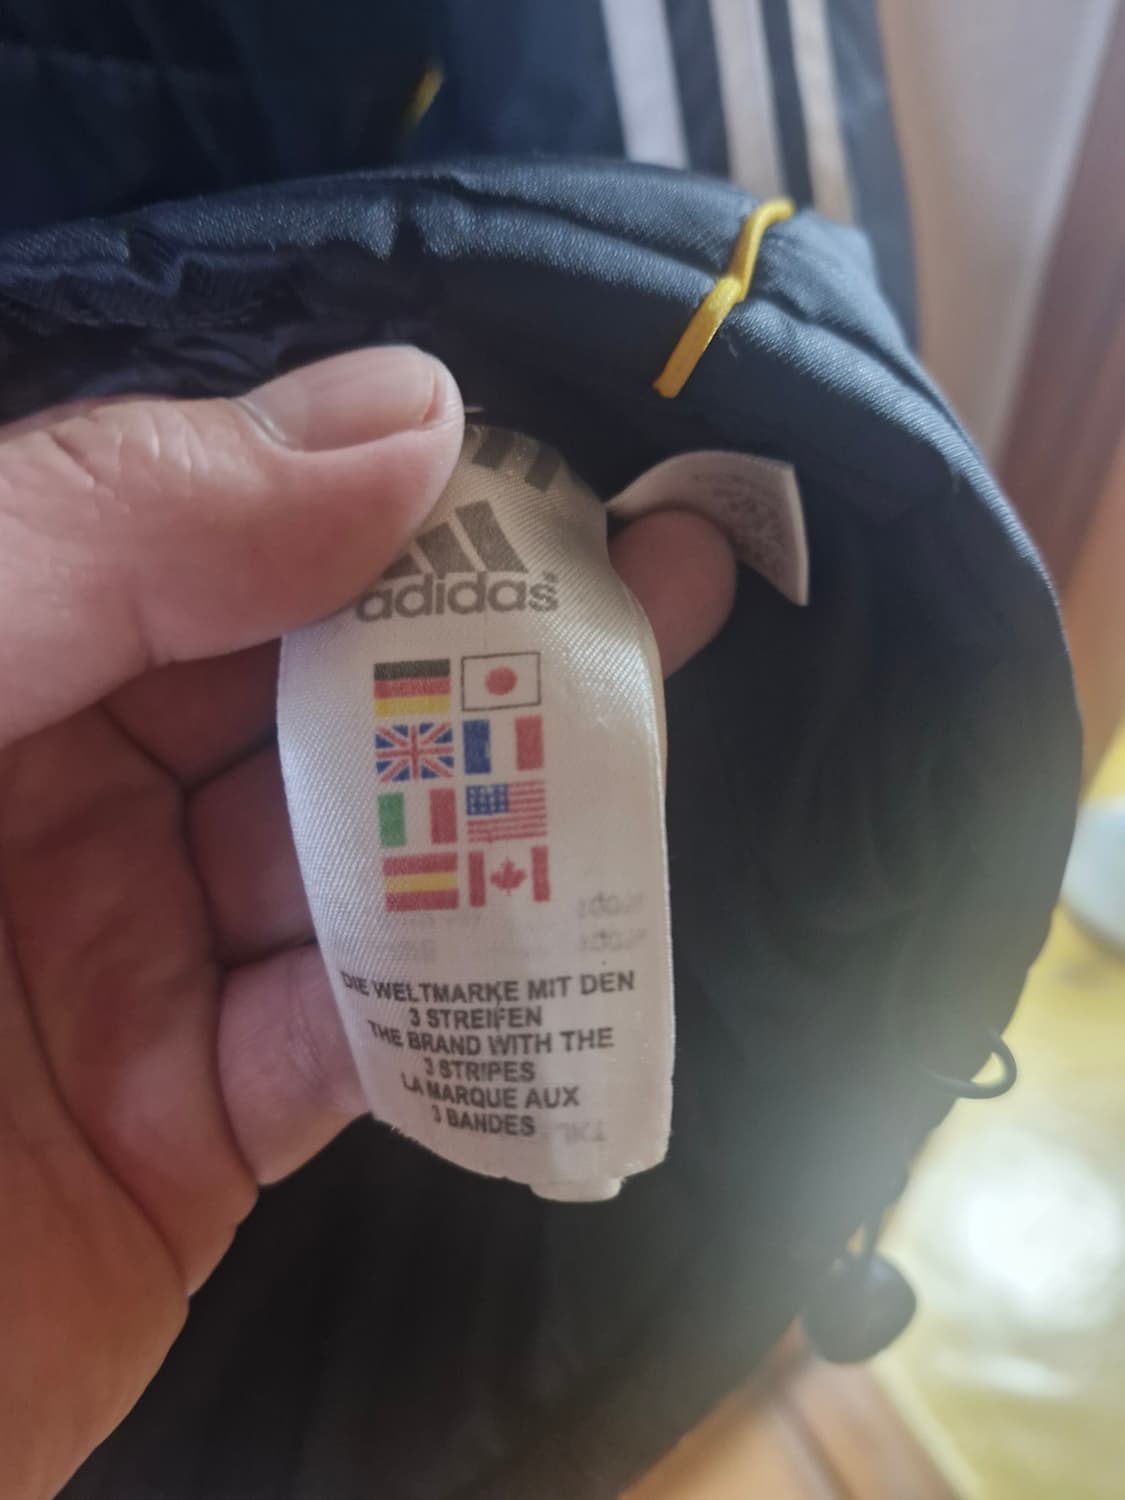 adidas
DIE WELTMARKE MIT DEN
3 STREIFEN
THE BRAND WITH THE
3 STRIPES
LA MARQUE AUX
3 BANDES